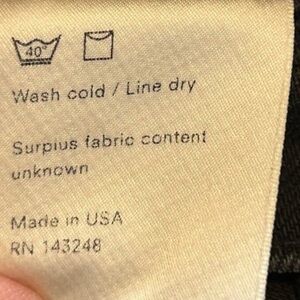 40°
Wash cold / Line dry
Surplus fabric content
unknown
Made in USA
RN 143248